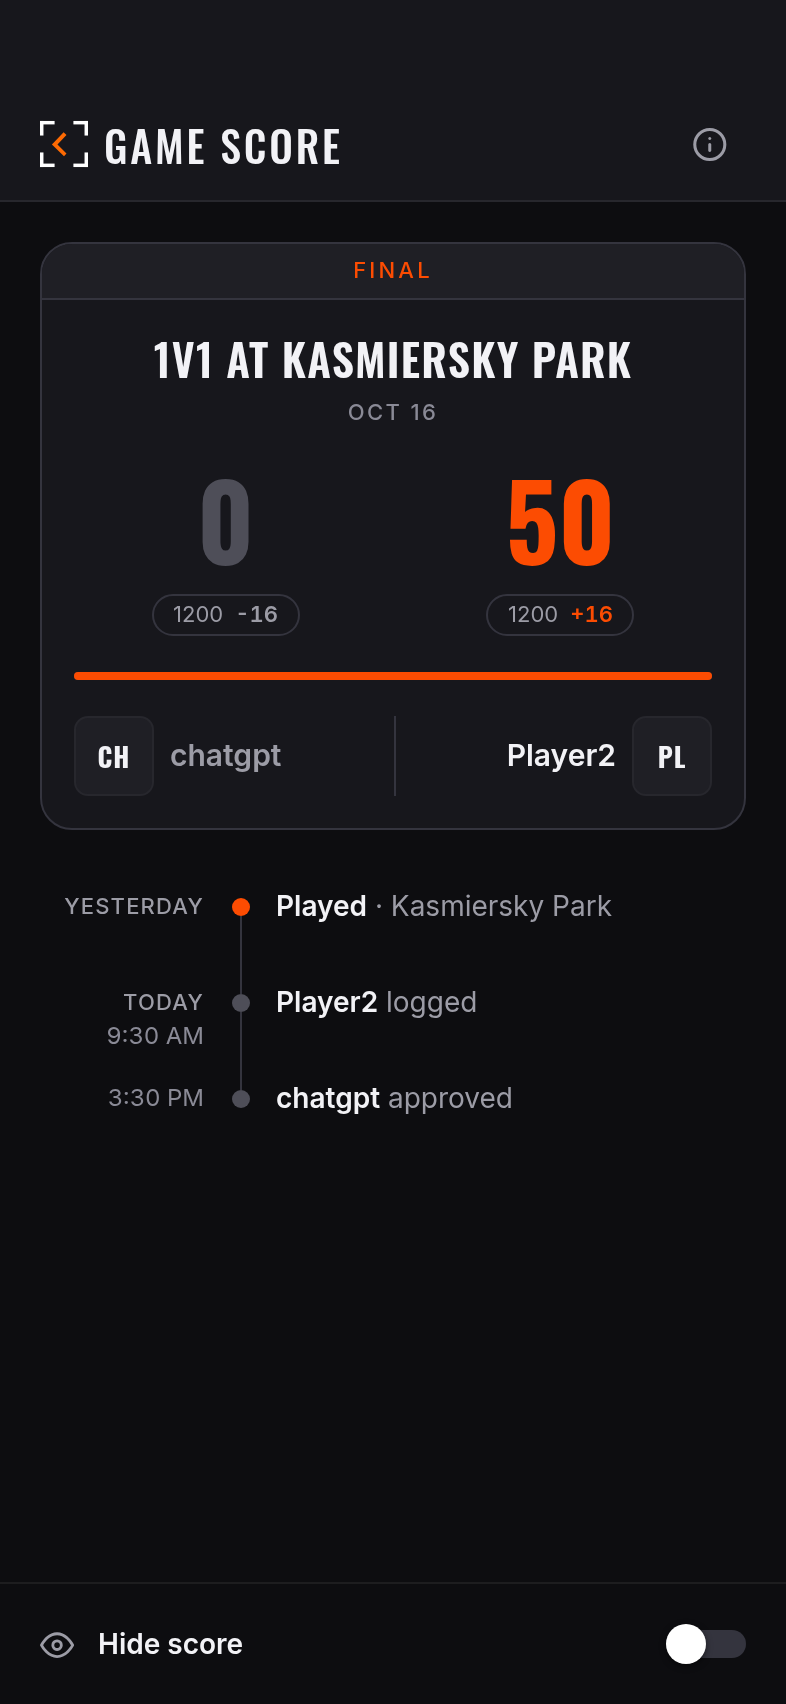 GAME SCORE
FINAL
1V1 AT KASMIERSKY PARK
OCT 16
0 50
1200 -16 1200 +16
CH chatgpt Player2 PL
YESTERDAY Played · Kasmiersky Park
TODAY Player2 logged
9:30 AM
3:30 PM chatgpt approved
Hide score